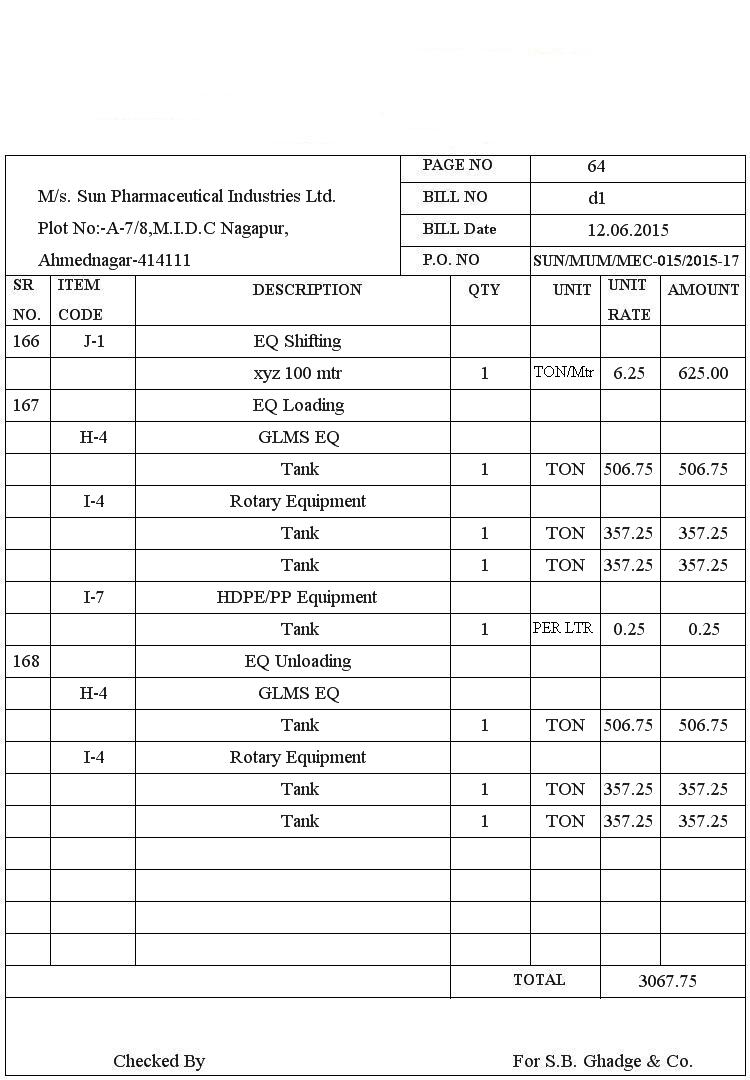 PAGE NO 64
M/s. Sun Pharmaceutical Industries Ltd. BILL NO d1
Plot No:-A-7/8,M.I.D.C Nagapur, BILL Date 12.06.2015
Ahmednagar-414111 P.O. NO SUN/MUM/MEC-015/2015-17
SR NO. ITEM CODE DESCRIPTION QTY UNIT UNIT RATE AMOUNT
166 J-1 EQ Shifting
xyz 100 mtr 1 TON/Mtr 6.25 625.00
167 EQ Loading
H-4 GLMS EQ
Tank 1 TON 506.75 506.75
I-4 Rotary Equipment
Tank 1 TON 357.25 357.25
Tank 1 TON 357.25 357.25
I-7 HDPE/PP Equipment
Tank 1 PER LTR 0.25 0.25
168 EQ Unloading
H-4 GLMS EQ
Tank 1 TON 506.75 506.75
I-4 Rotary Equipment
Tank 1 TON 357.25 357.25
Tank 1 TON 357.25 357.25
TOTAL 3067.75
Checked By For S.B. Ghadge & Co.